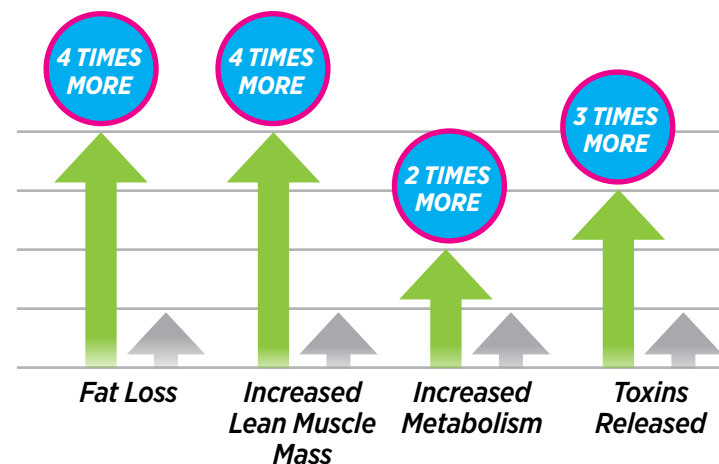 4 TIMES
MORE
4 TIMES
MORE
2 TIMES
MORE
3 TIMES
MORE
Fat Loss
Increased
Lean Muscle
Mass
Increased
Metabolism
Toxins
Released